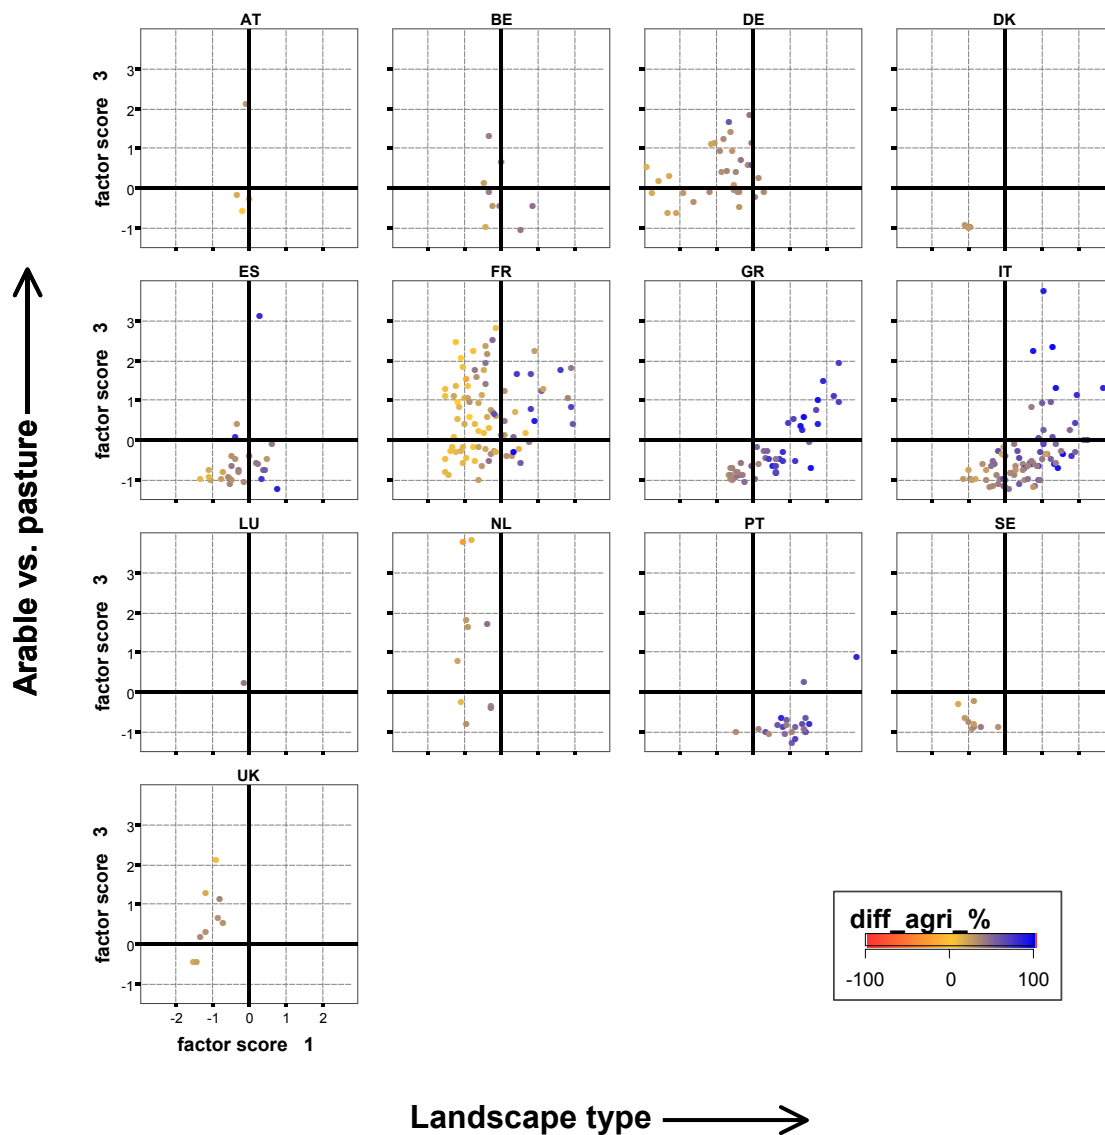 AT BE DE DK
3
2
1
0
-1
factor score 3
ES FR GR IT
3
2
1
0
-1
factor score 3
Arable vs. pasture
LU NL PT SE
3
2
1
0
-1
factor score 3
UK
3
2
1
0
-1
factor score 3
-2 -1 0 1 2
factor score 1
diff_agri_%
-100 0 100
Landscape type